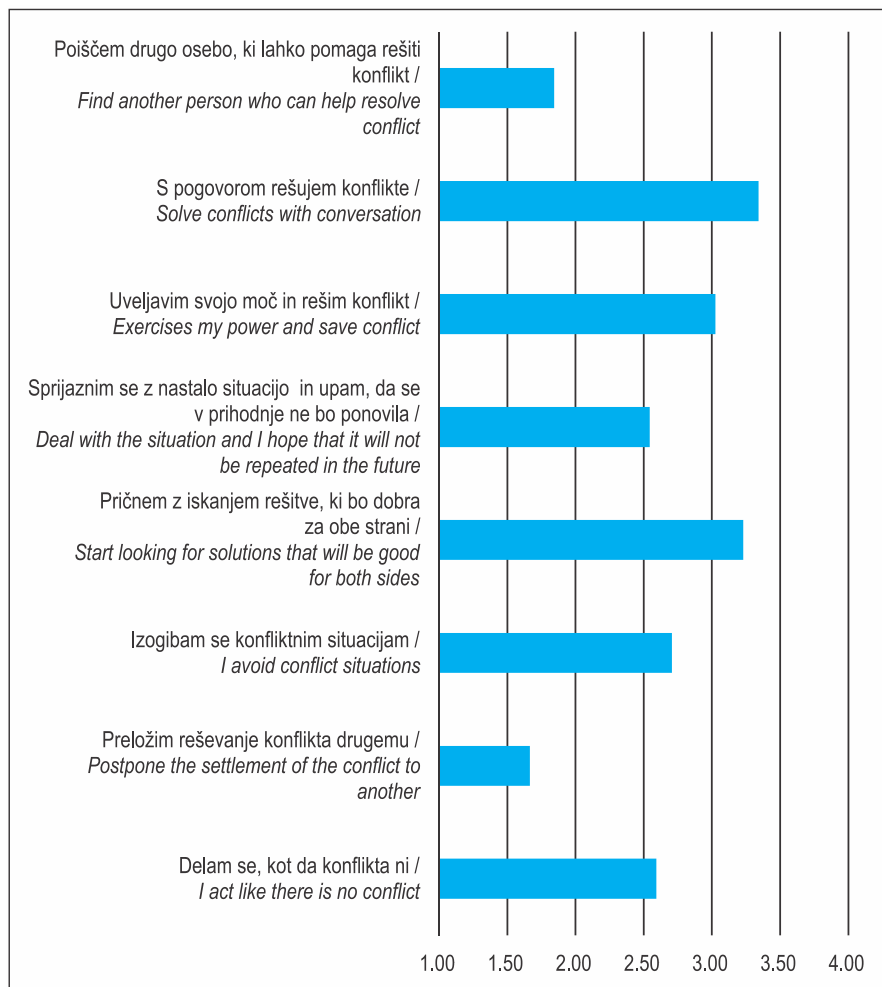 Poiščem drugo osebo, ki lahko pomaga rešiti
konflikt /
Find another person who can help resolve
conflict
S pogovorom rešujem konflikte /
Solve conflicts with conversation
Uveljavim svojo moč in rešim konflikt /
Exercises my power and save conflict
Sprijaznim se z nastalo situacijo in upam, da se
v prihodnje ne bo ponovila /
Deal with the situation and I hope that it will not
be repeated in the future
Pričnem z iskanjem rešitve, ki bo dobra
za obe strani /
Start looking for solutions that will be good
for both sides
Izogibam se konfliktnim situacijam /
I avoid conflict situations
Preložim reševanje konflikta drugemu /
Postpone the settlement of the conflict to
another
Delam se, kot da konflikta ni /
I act like there is no conflict
1.00 1.50 2.00 2.50 3.00 3.50 4.00